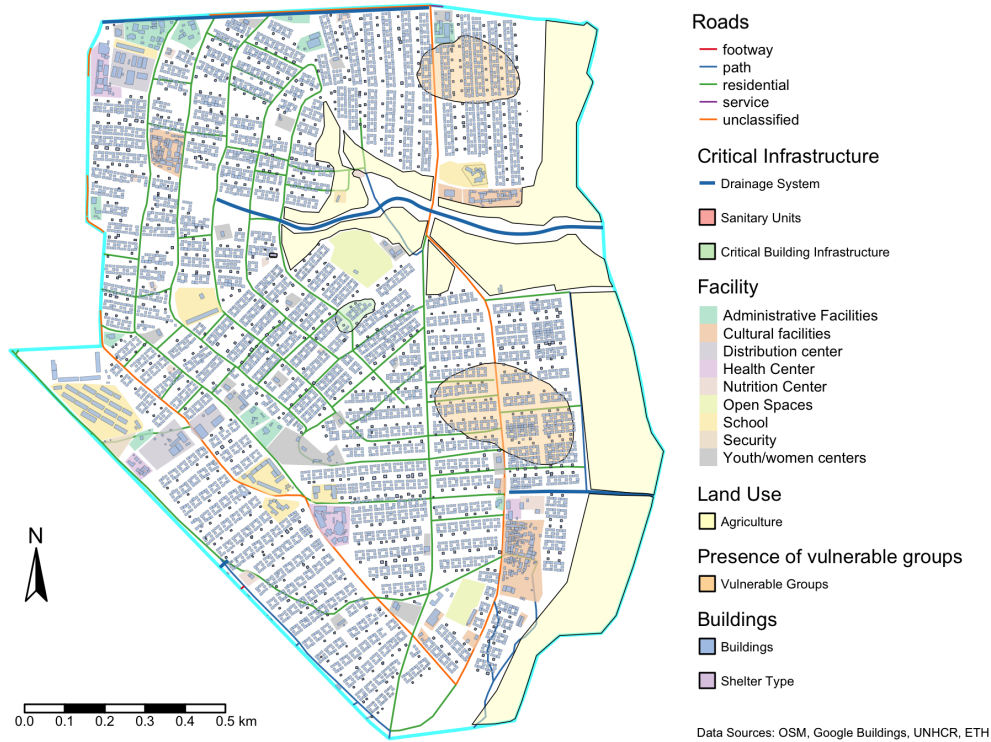 Roads
footway
path
residential
service
unclassified
Critical Infrastructure
Drainage System
Sanitary Units
Critical Building Infrastructure
Facility
Administrative Facilities
Cultural facilities
Distribution center
Health Center
Nutrition Center
Open Spaces
School
Security
Youth/women centers
Land Use
Agriculture
Presence of vulnerable groups
Vulnerable Groups
Buildings
Buildings
Shelter Type
N
0.0 0.1 0.2 0.3 0.4 0.5 km
Data Sources: OSM, Google Buildings, UNHCR, ETH